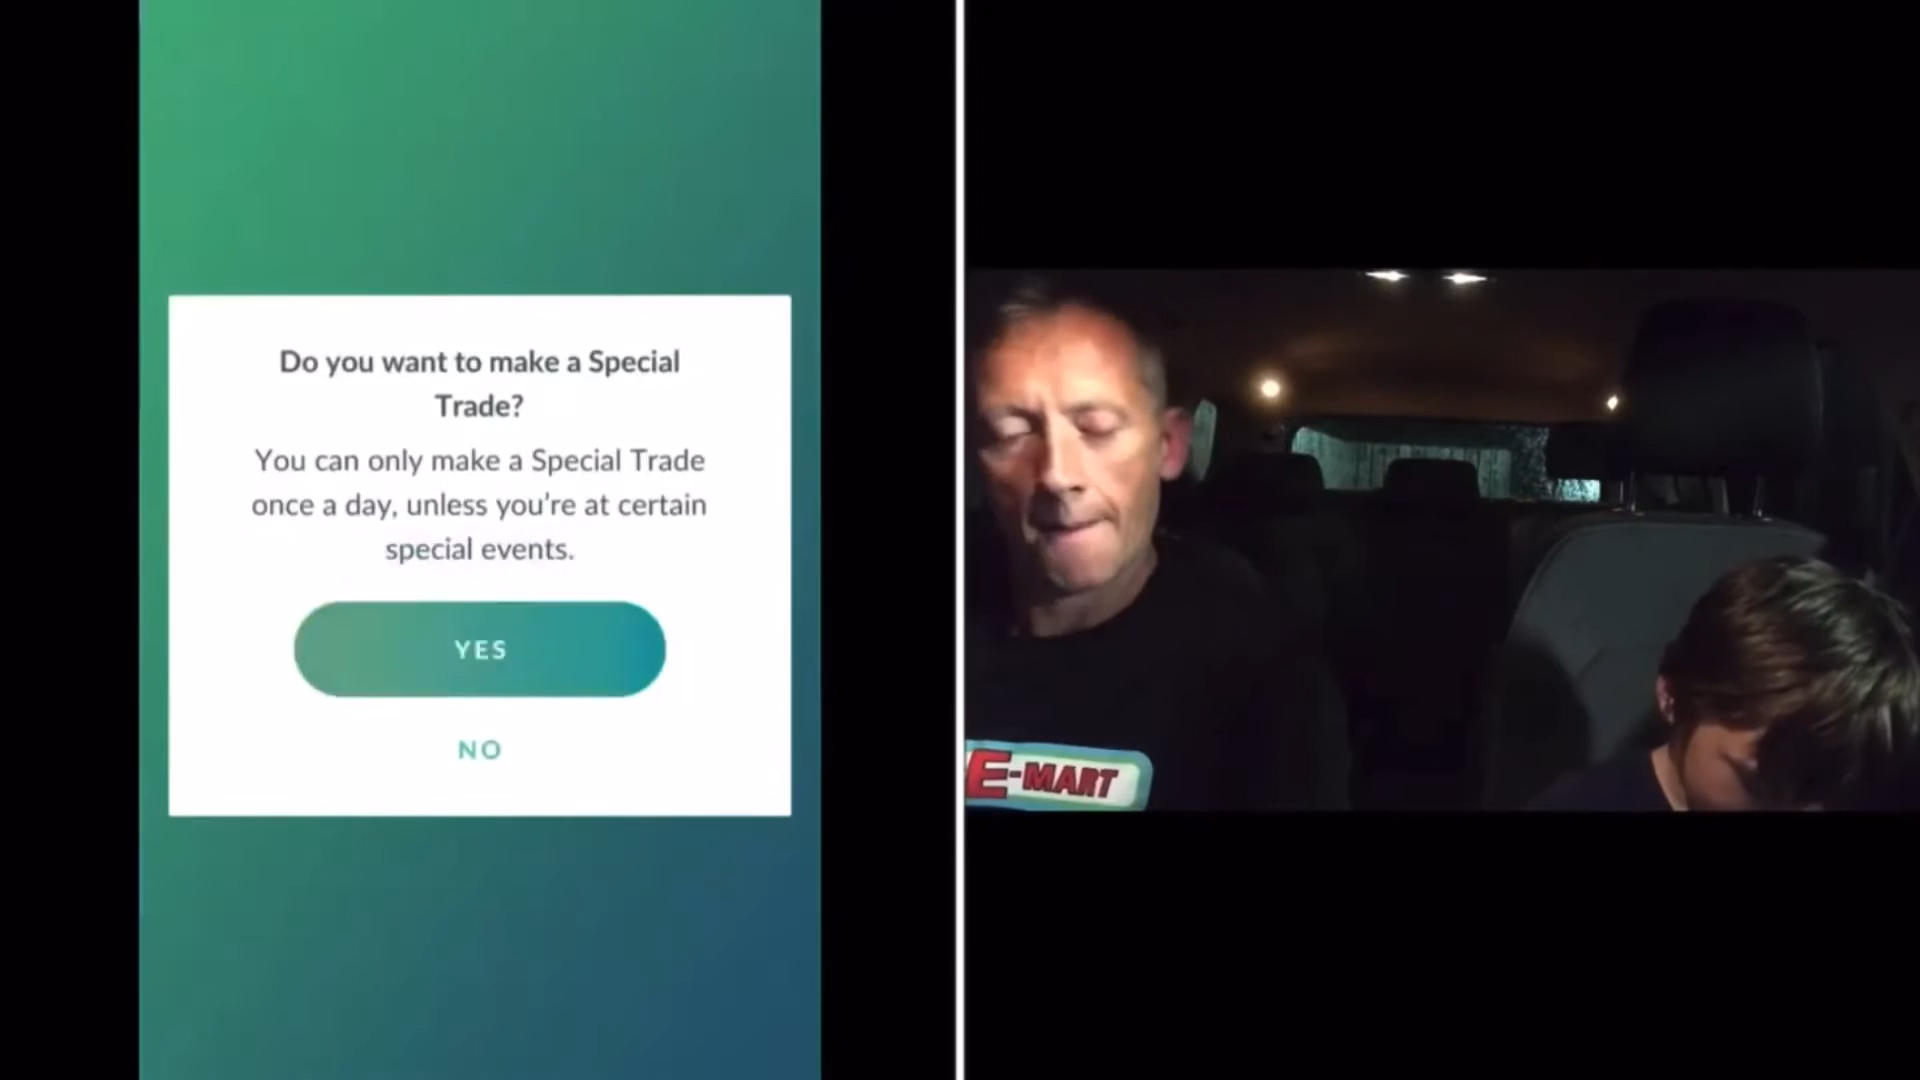 Do you want to make a Special
Trade?
You can only make a Special Trade
once a day, unless you're at certain
special events.
YES
NO
E-MART